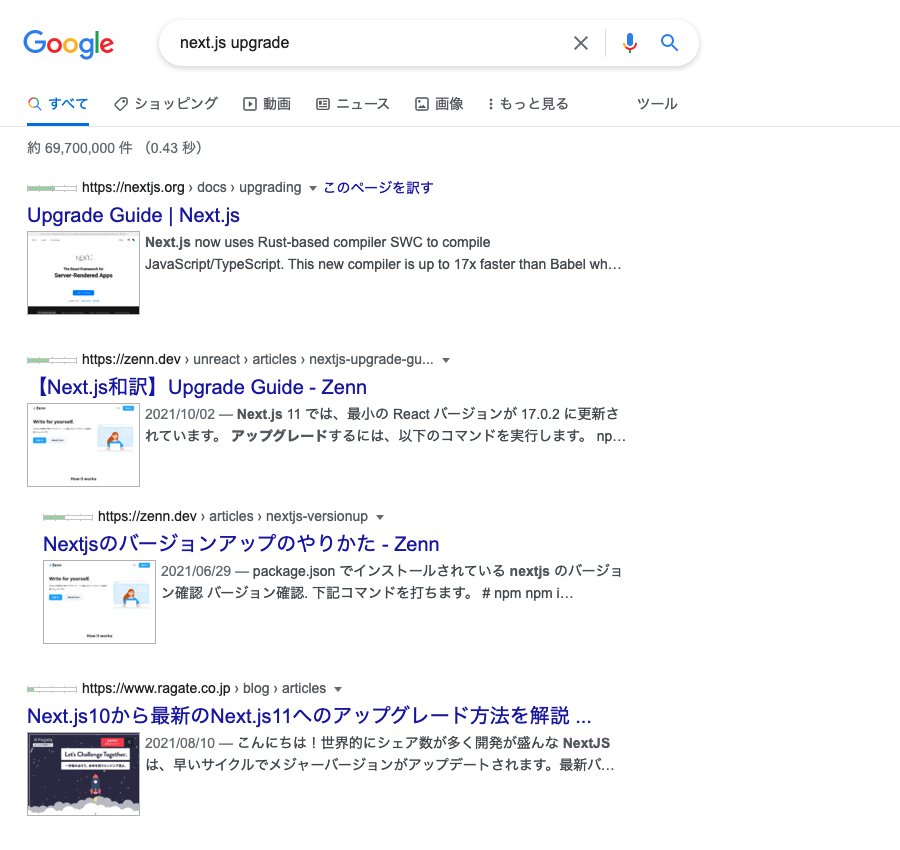 Google
next.js upgrade
すべて ショッピング 動画 ニュース 画像 もっと見る ツール
約 69,700,000 件 （0.43 秒）
https://nextjs.org › docs › upgrading このページを訳す
Upgrade Guide | Next.js
Next.js now uses Rust-based compiler SWC to compile
JavaScript/TypeScript. This new compiler is up to 17x faster than Babel wh...
NEXT.
The React Framework for
Server-Rendered Apps
https://zenn.dev › unreact › articles › nextjs-upgrade-gu...
【Next.js和訳】Upgrade Guide - Zenn
2021/10/02 — Next.js 11 では、最小の React バージョンが 17.0.2 に更新さ
れています。 アップグレードするには、以下のコマンドを実行します。 np...
Zenn
Write for yourself.
How it works
https://zenn.dev › articles › nextjs-versionup
Nextjsのバージョンアップのやりかた - Zenn
2021/06/29 — package.json でインストールされている nextjs のバージョ
ン確認 バージョン確認. 下記コマンドを打ちます。 # npm npm i...
Zenn
Write for yourself.
How it works
https://www.ragate.co.jp › blog › articles
Next.js10から最新のNext.js11へのアップグレード方法を解説 ...
2021/08/10 — こんにちは！世界的にシェア数が多く開発が盛んな NextJS
は、早いサイクルでメジャーバージョンがアップデートされます。最新バ...
Ragate
Let's Challenge Together.